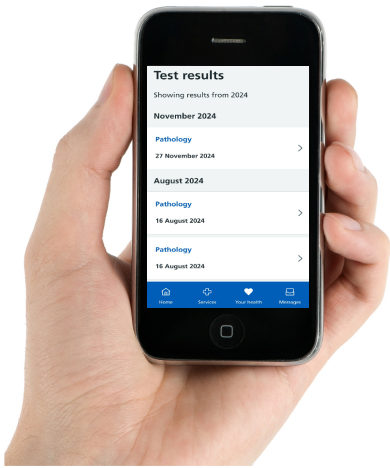 Test results
Showing results from 2024
November 2024
Pathology
27 November 2024
August 2024
Pathology
16 August 2024
Pathology
16 August 2024
Home Services Your health Messages